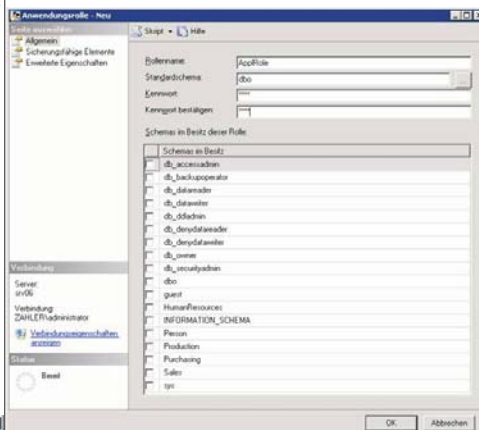 Anwendungsrolle - Neu
Seite auswählen
Allgemein
Sicherungsfähige Elemente
Erweiterte Eigenschaften
Skript
Hilfe
Rollenname:
ApplRole
Standardschema:
dbo
...
Kennwort:
****
Kennwort bestätigen:
****
Schemas im Besitz dieser Rolle:
Schemas im Besitz
db_accessadmin
db_backupoperator
db_datareader
db_datawriter
db_ddladmin
db_denydatareader
db_denydatawriter
db_owner
db_securityadmin
dbo
guest
HumanResources
INFORMATION_SCHEMA
Person
Production
Purchasing
Sales
sys
Verbindung
Server:
srv06
Verbindung:
ZAHLER\administrator
Verbindungseigenschaften
anzeigen
Status
Bereit
OK
Abbrechen